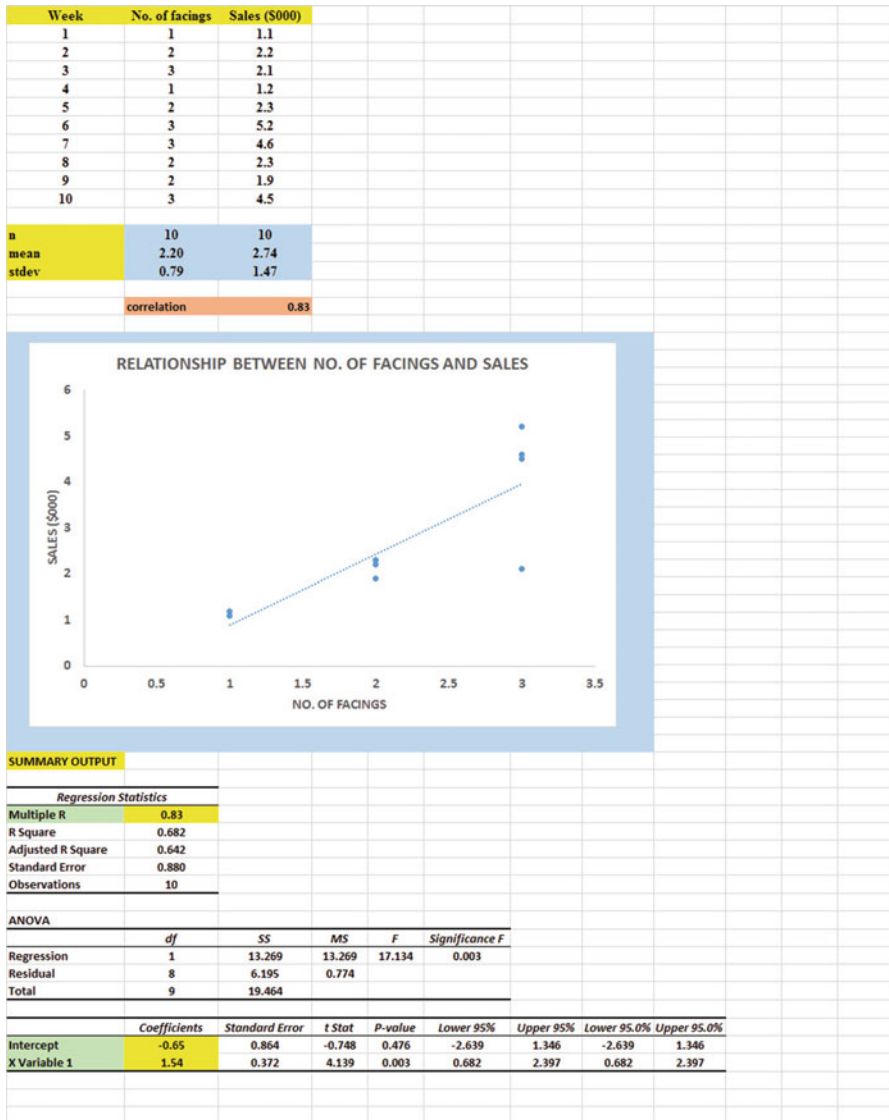 Week No. of facings Sales ($000)
1 1 1.1
2 2 2.2
3 3 2.1
4 1 1.2
5 2 2.3
6 3 5.2
7 3 4.6
8 2 2.3
9 2 1.9
10 3 4.5
n 10 10
mean 2.20 2.74
stdev 0.79 1.47
correlation 0.83
RELATIONSHIP BETWEEN NO. OF FACINGS AND SALES
6
5
4
3
2
1
0
SALES ($000)
0 0.5 1 1.5 2 2.5 3 3.5
NO. OF FACINGS
SUMMARY OUTPUT
Regression Statistics
Multiple R 0.83
R Square 0.682
Adjusted R Square 0.642
Standard Error 0.880
Observations 10
ANOVA
df SS MS F Significance F
Regression 1 13.269 13.269 17.134 0.003
Residual 8 6.195 0.774
Total 9 19.464
Coefficients Standard Error t Stat P-value Lower 95% Upper 95% Lower 95.0% Upper 95.0%
Intercept -0.65 0.864 -0.748 0.476 -2.639 1.346 -2.639 1.346
X Variable 1 1.54 0.372 4.139 0.003 0.682 2.397 0.682 2.397